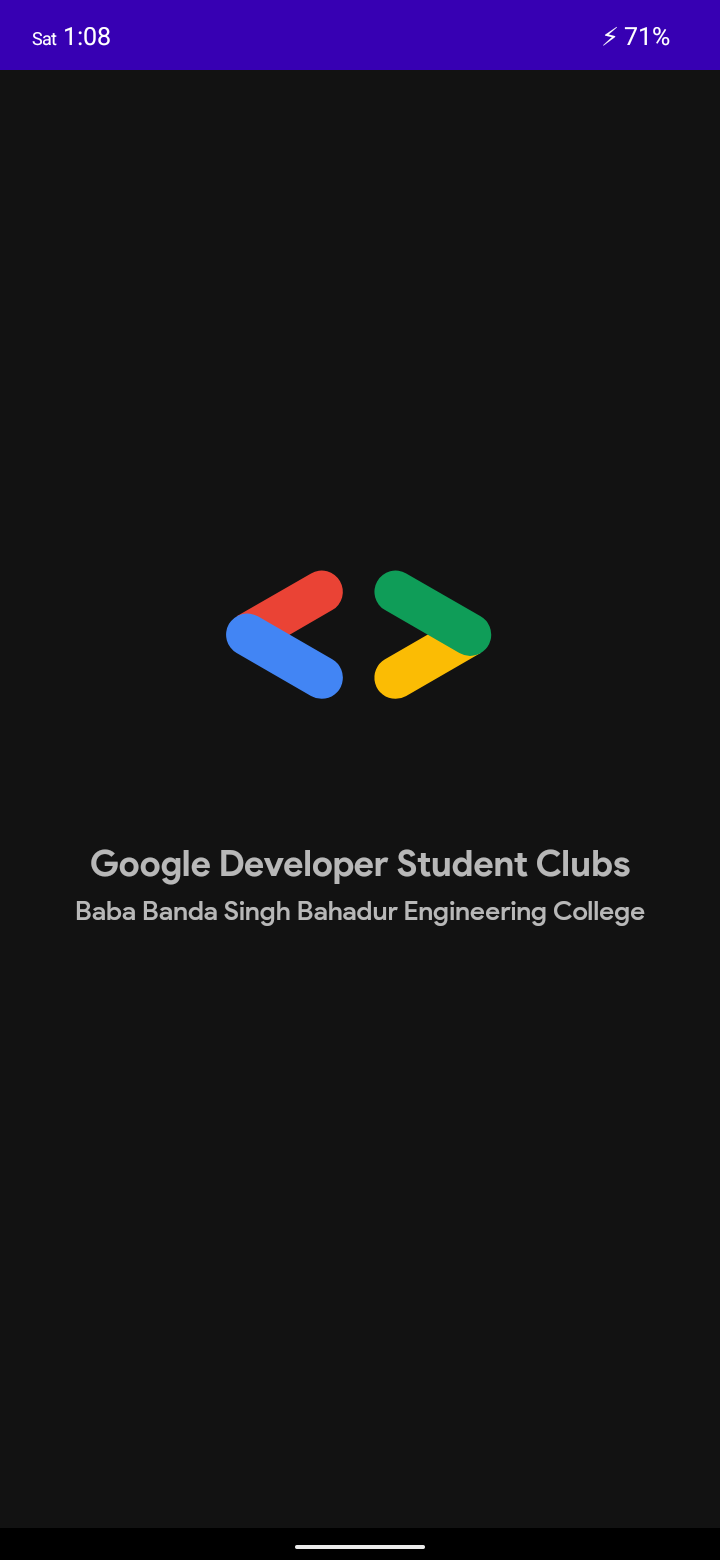 Sat 1:08 ⚡ 71%
Google Developer Student Clubs
Baba Banda Singh Bahadur Engineering College